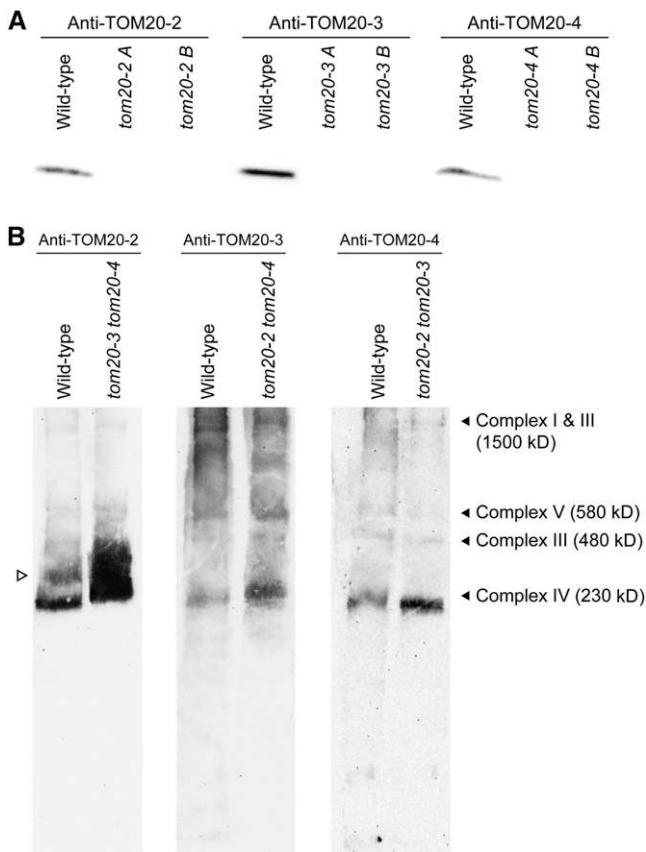 A
Anti-TOM20-2
Anti-TOM20-3
Anti-TOM20-4
Wild-type
tom20-2 A
tom20-2 B
Wild-type
tom20-3 A
tom20-3 B
Wild-type
tom20-4 A
tom20-4 B
B
Anti-TOM20-2
Anti-TOM20-3
Anti-TOM20-4
Wild-type
tom20-3 tom20-4
Wild-type
tom20-2 tom20-4
Wild-type
tom20-2 tom20-3
Complex I & III
(1500 kD)
Complex V (580 kD)
Complex III (480 kD)
Complex IV (230 kD)